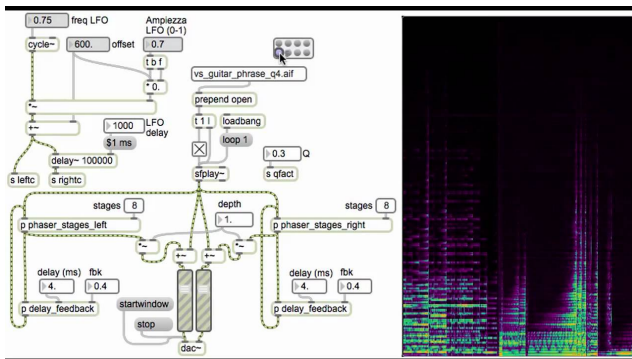 0.75 freq LFO
Ampiezza
LFO (0-1)
cycle~
600. offset
0.7
t b f
* 0.
vs_guitar_phrase_q4.aif
prepend open
*~
+~
1000 LFO
delay
$1 ms
t 1 l
loadbang
loop 1
delay~ 100000
0.3 Q
s leftc
s rightc
sfplay~
s qfact
stages 8
depth
stages 8
1.
p phaser_stages_left
p phaser_stages_right
*~
+~
+~
*~
delay (ms) fbk
4. 0.4
delay (ms) fbk
4. 0.4
p delay_feedback
startwindow
p delay_feedback
stop
dac~